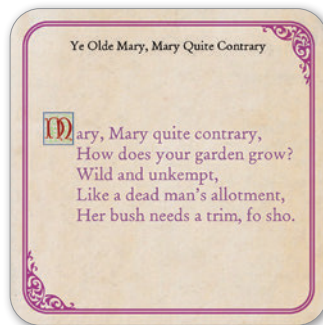 Ye Olde Mary, Mary Quite Contrary
Mary, Mary quite contrary,
How does your garden grow?
Wild and unkempt,
Like a dead man's allotment,
Her bush needs a trim, fo sho.